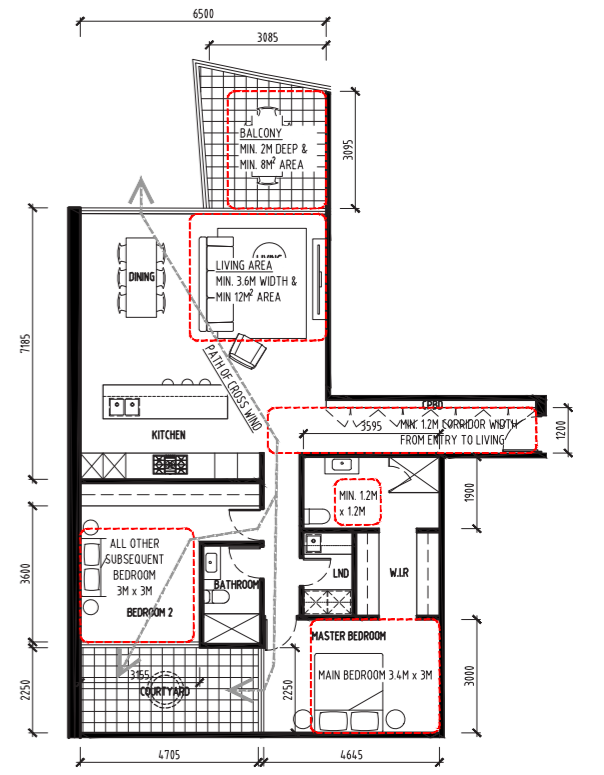 6500
3085
BALCONY
MIN. 2M DEEP &
MIN. 8M² AREA
3095
LIVING
LIVING AREA
MIN. 3.6M WIDTH &
MIN 12M² AREA
DINING
7185
PATH OF CROSS WIND
CPBD
3595
MIN. 1.2M CORRIDOR WIDTH
FROM ENTRY TO LIVING
1200
KITCHEN
MIN. 1.2M
x 1.2M
1900
ALL OTHER
SUBSEQUENT
BEDROOM
3M x 3M
BEDROOM 2
3600
BATHROOM
LND
W.I.R
MASTER BEDROOM
MAIN BEDROOM 3.4M x 3M
3000
3155
COURTYARD
2250
2250
4705
4645